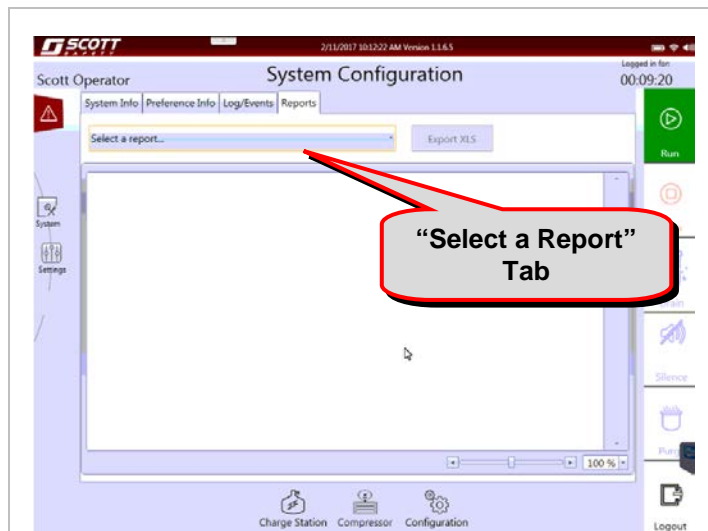 SCOTT
SAFETY
2/11/2017 10:12:22 AM Version 1.1.6.5
Scott Operator
System Configuration
Logged in for:
00:09:20
System Info
Preference Info
Log/Events
Reports
Select a report...
Export XLS
Run
System
Settings
“Select a Report”
Tab
Silence
100 %
Charge Station
Compressor
Configuration
Logout